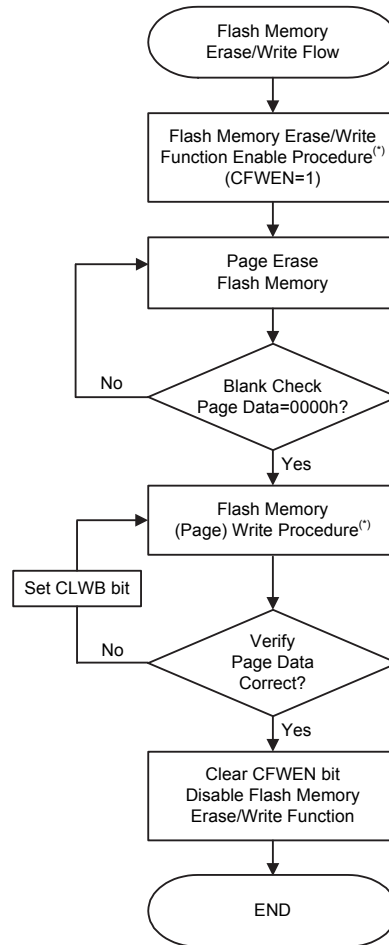 Flash Memory
Erase/Write Flow
Flash Memory Erase/Write
Function Enable Procedure(*)
(CFWEN=1)
Page Erase
Flash Memory
Blank Check
Page Data=0000h?
No
Yes
Flash Memory
(Page) Write Procedure(*)
Set CLWB bit
Verify
Page Data
Correct?
No
Yes
Clear CFWEN bit
Disable Flash Memory
Erase/Write Function
END